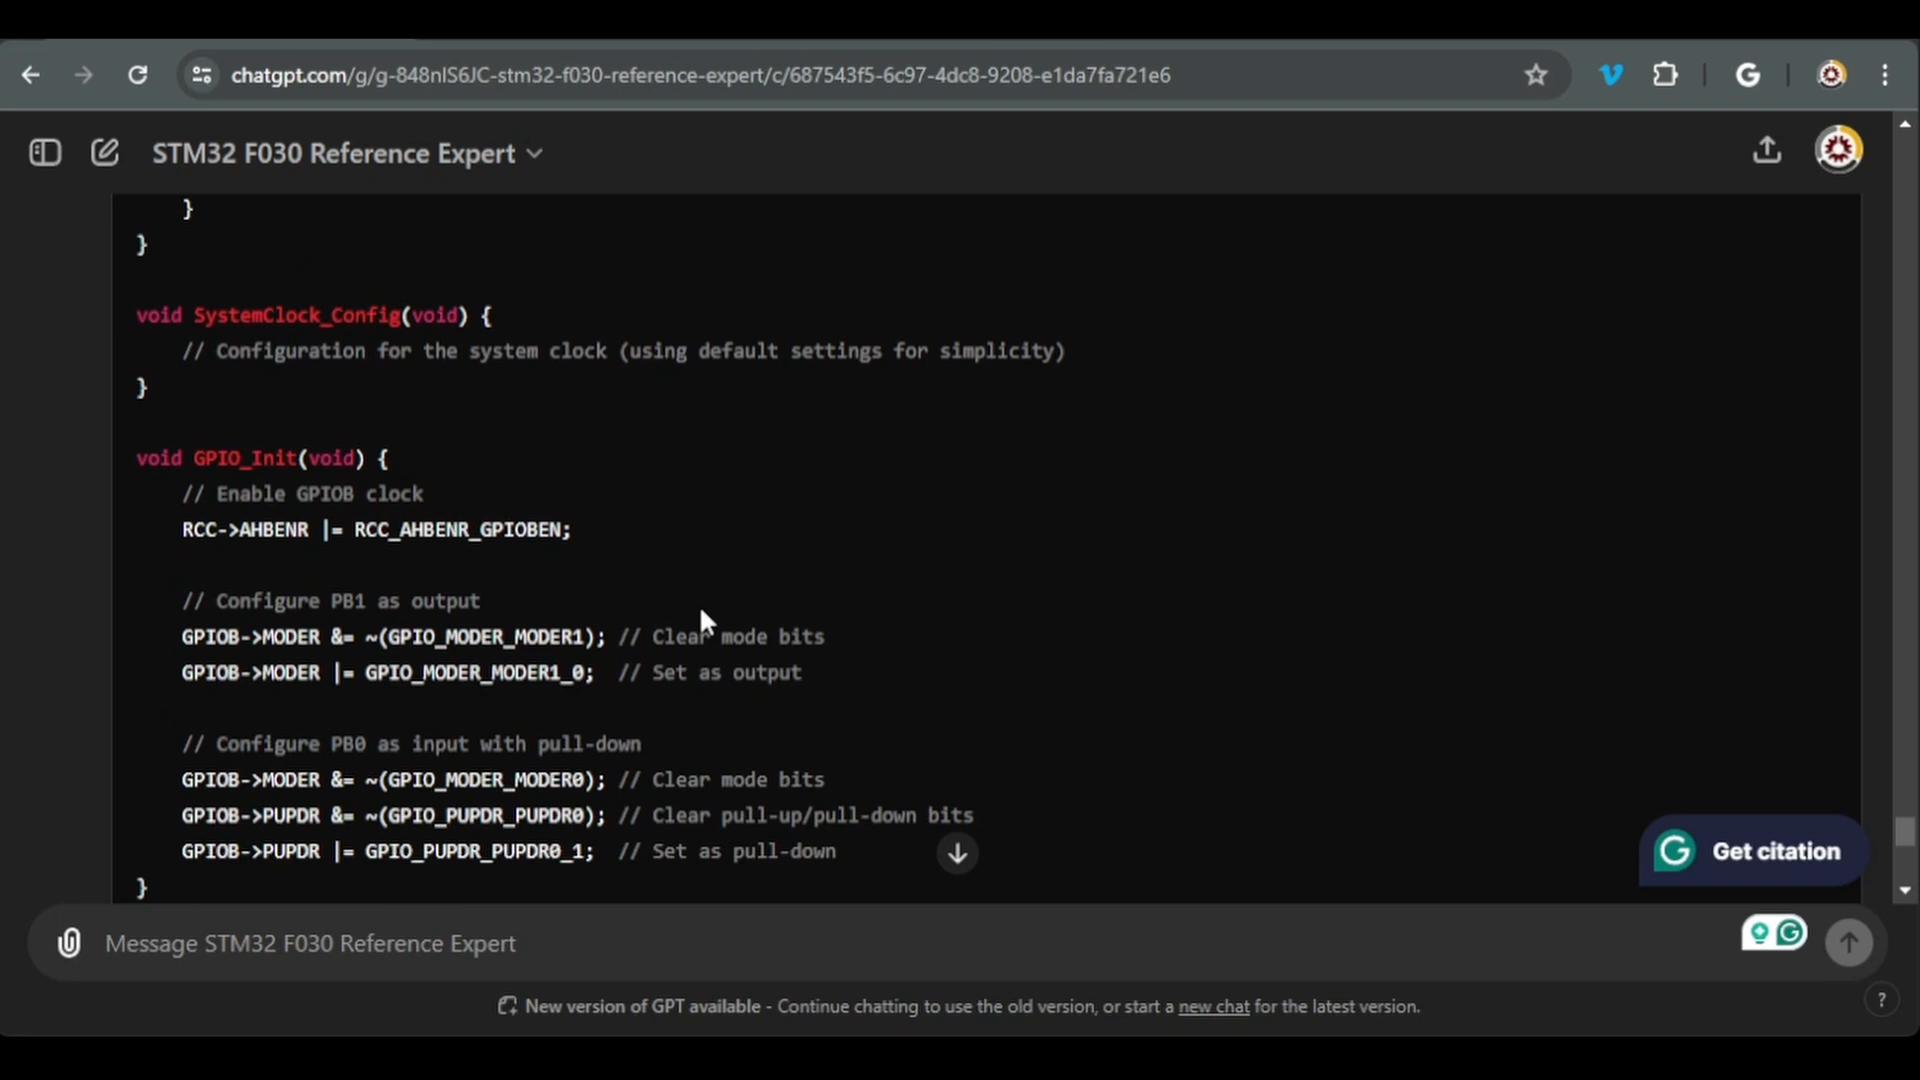 chatgpt.com/g/g-848nlS6JC-stm32-f030-reference-expert/c/687543f5-6c97-4dc8-9208-e1da7fa721e6
STM32 F030 Reference Expert
}
}
void SystemClock_Config(void) {
// Configuration for the system clock (using default settings for simplicity)
}
void GPIO_Init(void) {
// Enable GPIOB clock
RCC->AHBENR |= RCC_AHBENR_GPIOBEN;
// Configure PB1 as output
GPIOB->MODER &= ~(GPIO_MODER_MODER1); // Clear mode bits
GPIOB->MODER |= GPIO_MODER_MODER1_0; // Set as output
// Configure PB0 as input with pull-down
GPIOB->MODER &= ~(GPIO_MODER_MODER0); // Clear mode bits
GPIOB->PUPDR &= ~(GPIO_PUPDR_PUPDR0); // Clear pull-up/pull-down bits
GPIOB->PUPDR |= GPIO_PUPDR_PUPDR0_1; // Set as pull-down
}
Get citation
Message STM32 F030 Reference Expert
New version of GPT available - Continue chatting to use the old version, or start a new chat for the latest version.
?